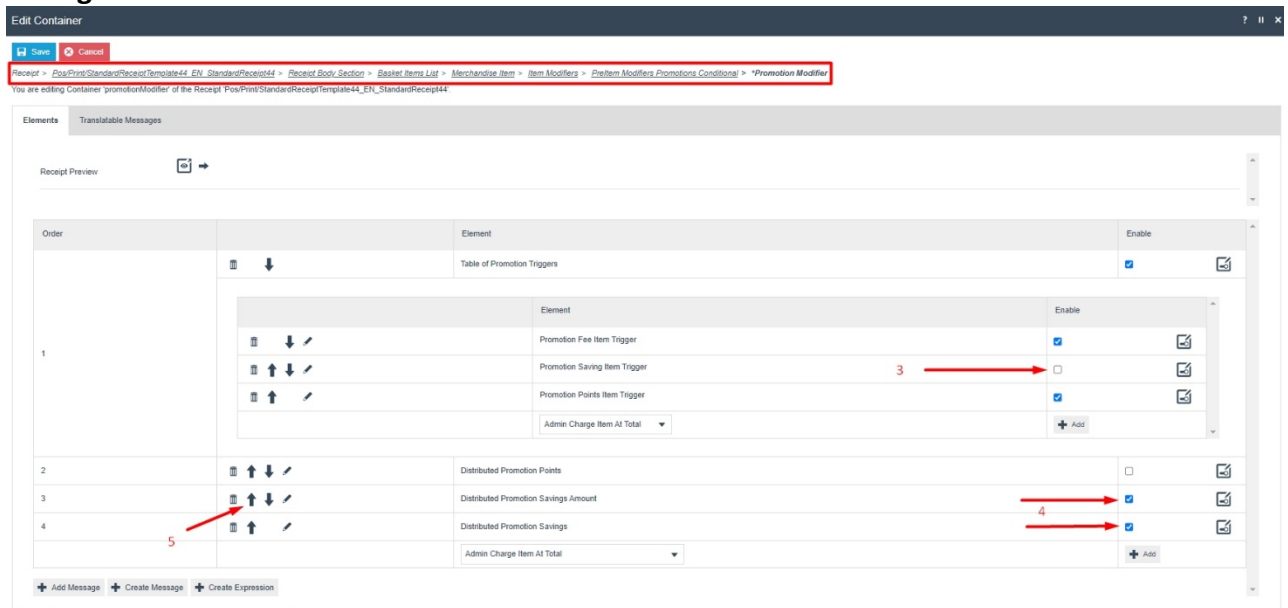 Edit Container
? II X
Save Cancel
Receipt > Pos/Print/StandardReceiptTemplate44_EN_StandardReceipt44 > Receipt Body Section > Basket Items List > Merchandise Item > Item Modifiers > PreItem Modifiers Promotions Conditional > *Promotion Modifier
You are editing Container 'promotionModifier' of the Receipt 'Pos/Print/StandardReceiptTemplate44_EN_StandardReceipt44'.
Elements Translatable Messages
Receipt Preview
Order Element Enable
Table of Promotion Triggers
Element Enable
1
Promotion Fee Item Trigger
Promotion Saving Item Trigger 3
Promotion Points Item Trigger
Admin Charge Item At Total Add
2 Distributed Promotion Points
3 Distributed Promotion Savings Amount
4
4 Distributed Promotion Savings
5
Admin Charge Item At Total Add
Add Message Create Message Create Expression